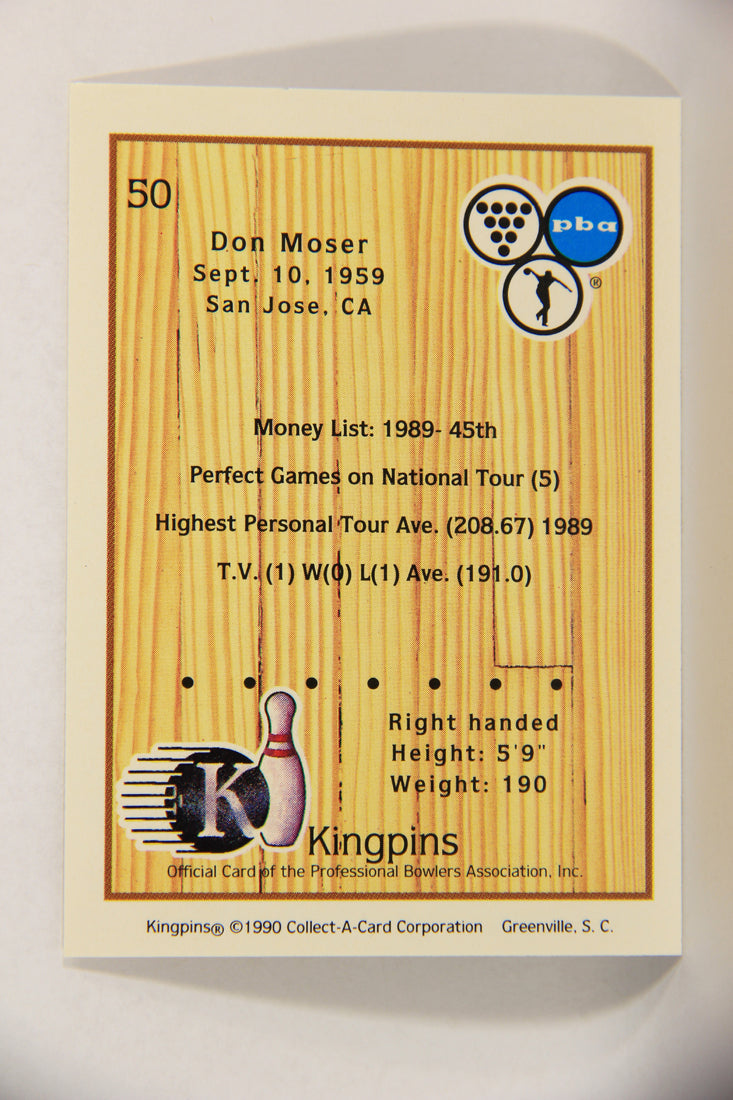 50
pba
®
Don Moser
Sept. 10, 1959
San Jose, CA
Money List: 1989- 45th
Perfect Games on National Tour (5)
Highest Personal Tour Ave. (208.67) 1989
T.V. (1) W(0) L(1) Ave. (191.0)
Right handed
Height: 5'9"
Weight: 190
K
Kingpins
Official Card of the Professional Bowlers Association, Inc.
Kingpins® ©1990 Collect-A-Card Corporation Greenville, S. C.